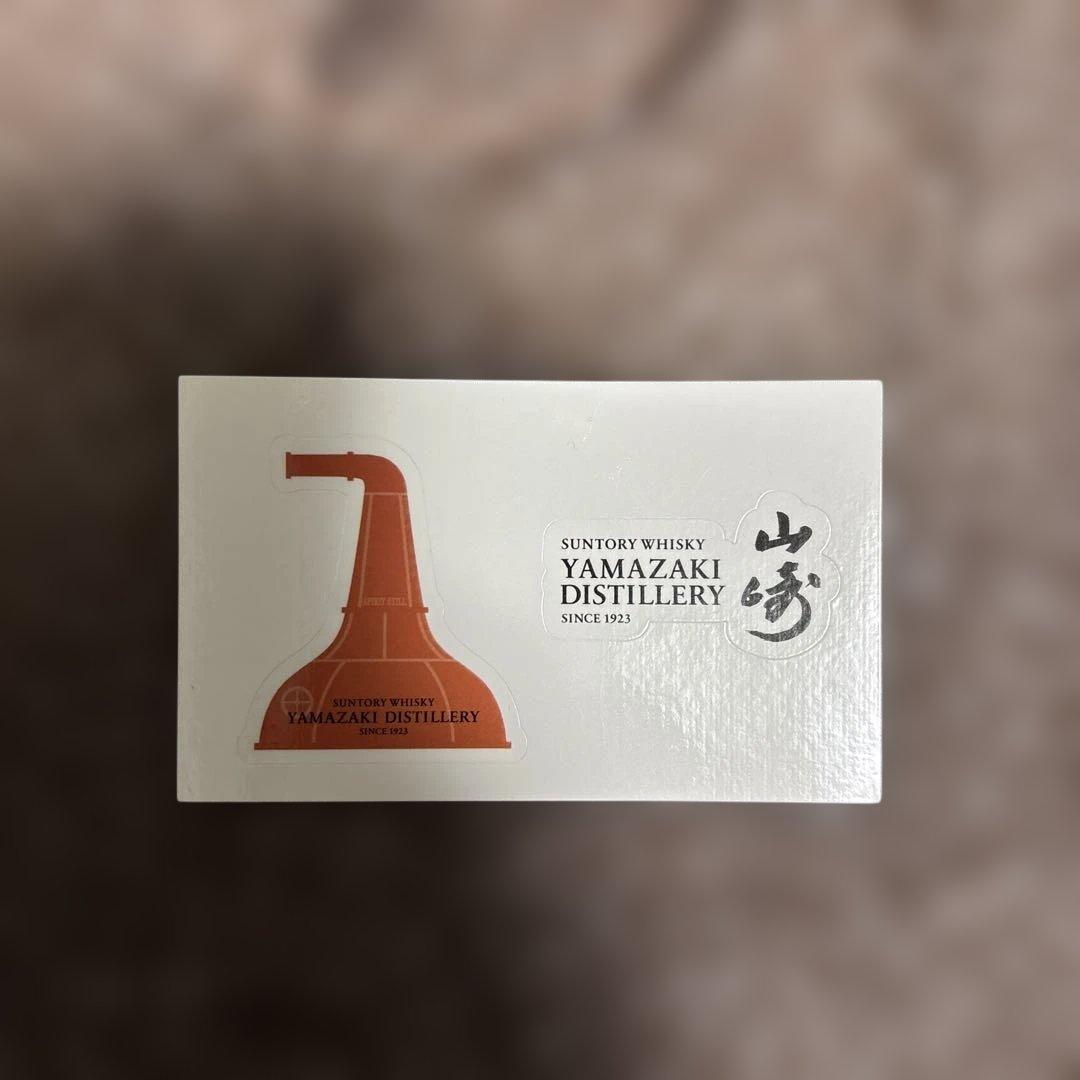 SPIRIT STILL
SUNTORY WHISKY
YAMAZAKI DISTILLERY
SINCE 1923
SUNTORY WHISKY
YAMAZAKI
DISTILLERY
SINCE 1923
山崎